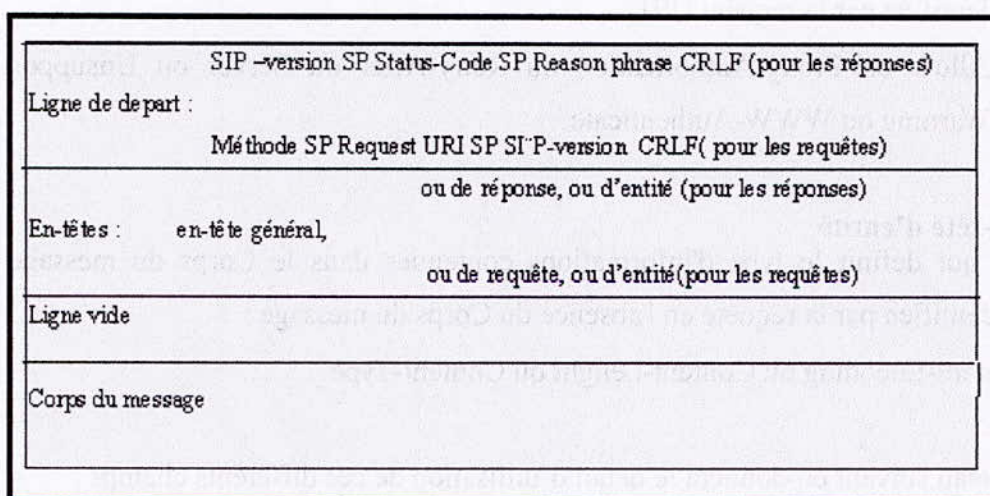 SIP –version SP Status-Code SP Reason phrase CRLF (pour les réponses)
Ligne de depart :
Méthode SP Request URI SP SI¨P-version CRLF( pour les requêtes)
ou de réponse, ou d’entité (pour les réponses)
En-têtes : en-tête général,
ou de requête, ou d’entité(pour les requêtes)
Ligne vide
Corps du message